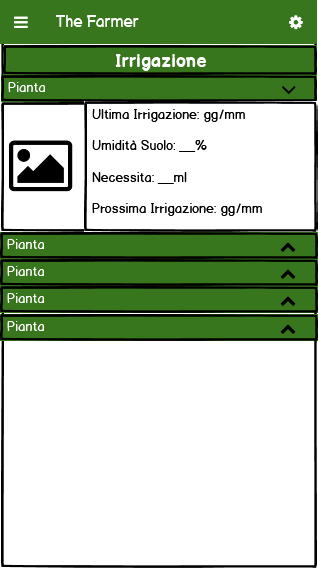 The Farmer
Irrigazione
Pianta
Ultima Irrigazione: gg/mm
Umidità Suolo: __%
Necessita: __ml
Prossima Irrigazione: gg/mm
Pianta
Pianta
Pianta
Pianta